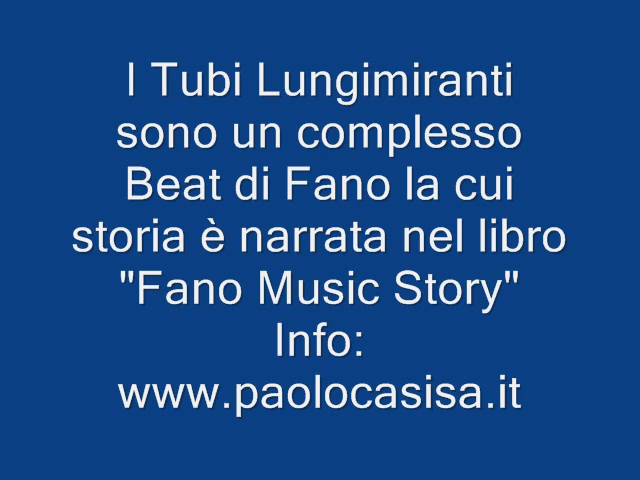 I Tubi Lungimiranti
sono un complesso
Beat di Fano la cui
storia è narrata nel libro
"Fano Music Story"
Info:
www.paolocasisa.it